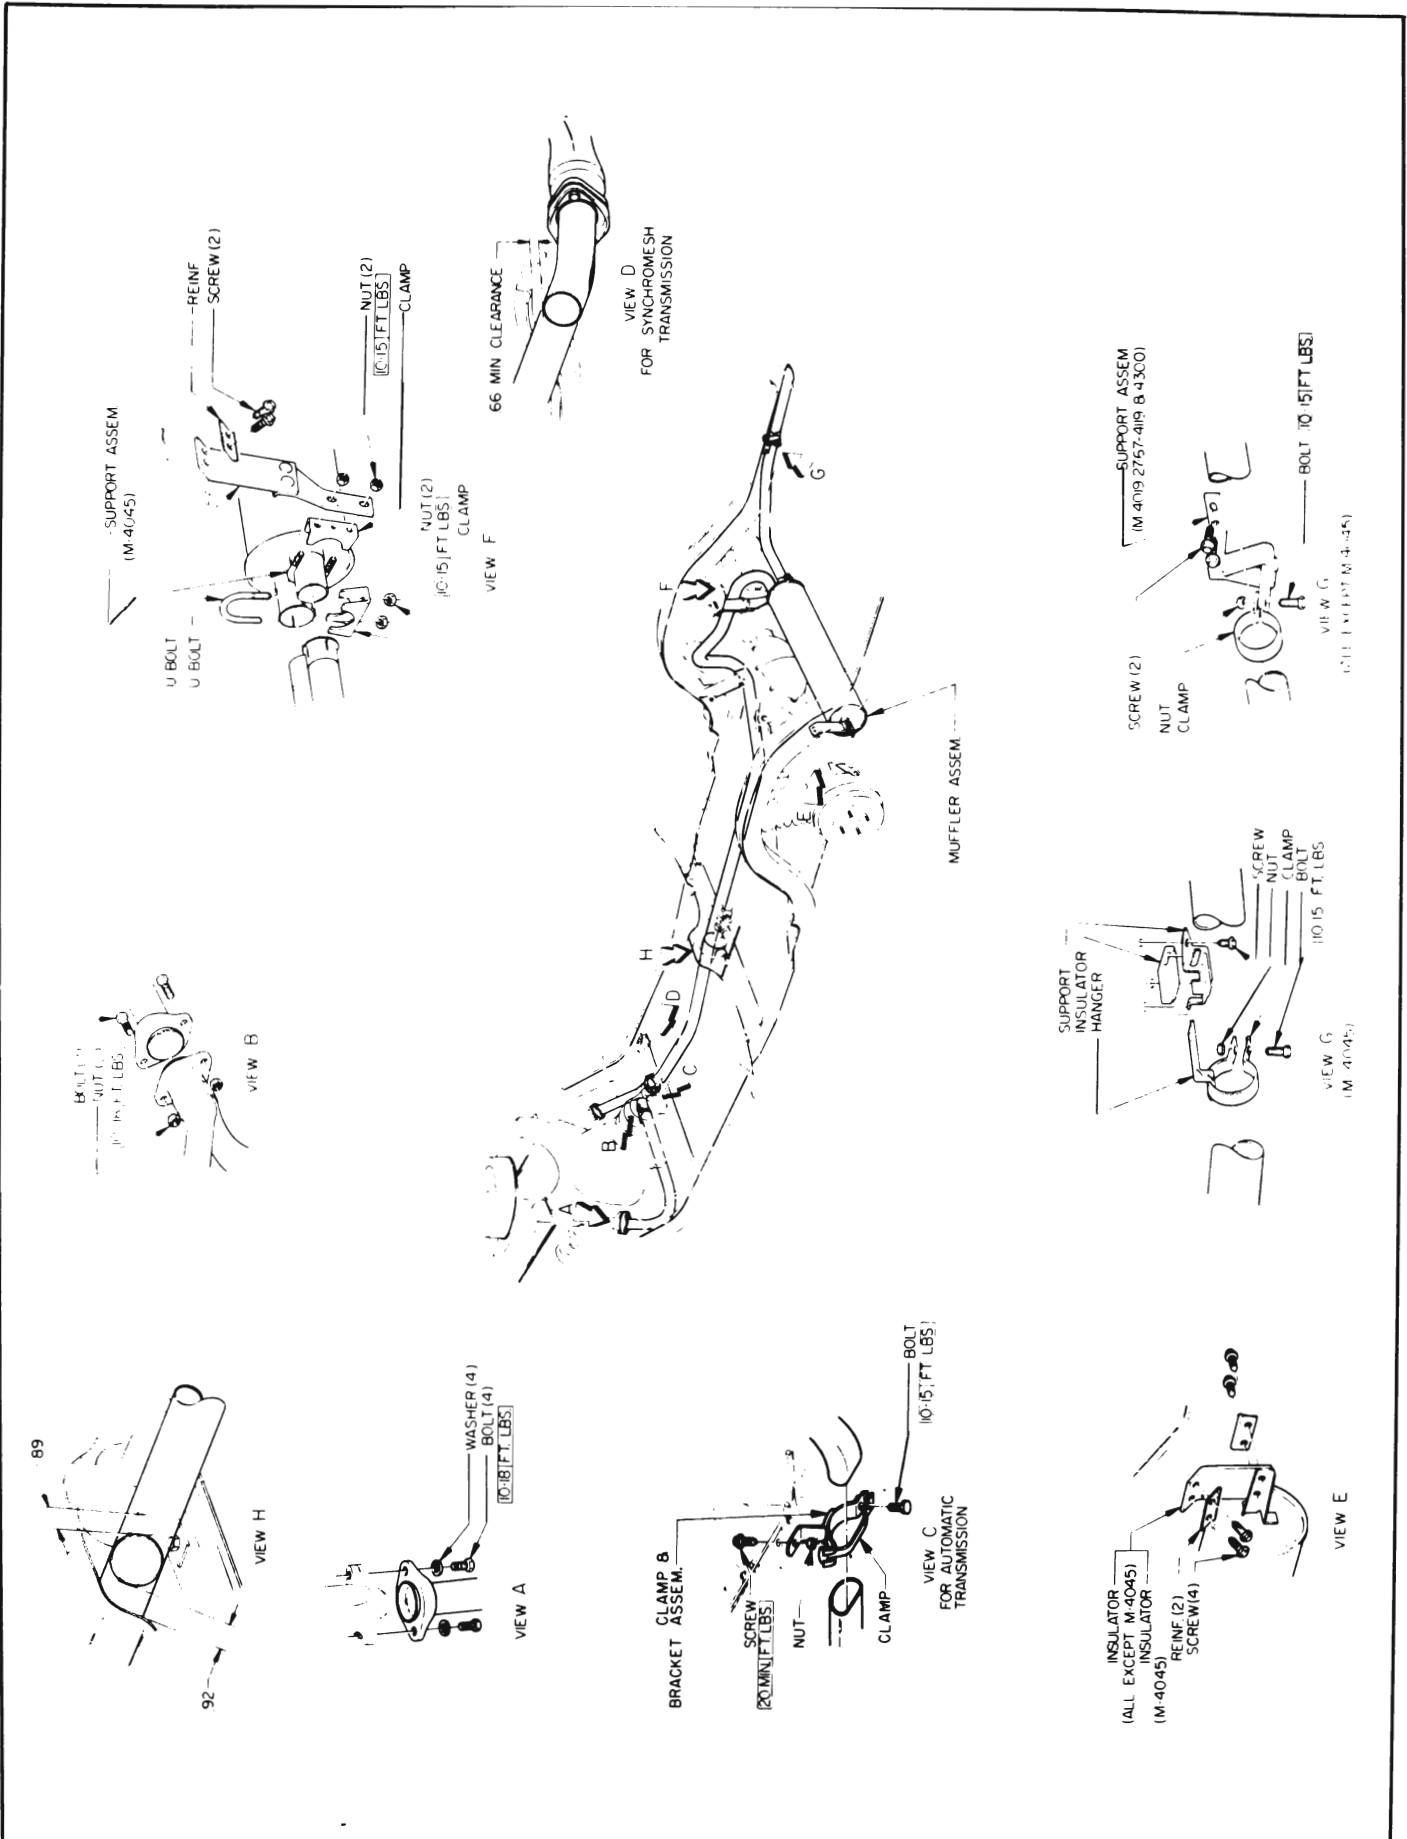 89
92
VIEW H
WASHER (4)
BOLT (4)
10-18 FT. LBS.
VIEW A
CLAMP &
BRACKET ASSEM.
SCREW
20 MIN FT. LBS.
NUT
CLAMP
BOLT
10-15 FT LBS
VIEW C
FOR AUTOMATIC
TRANSMISSION
INSULATOR
(ALL EXCEPT M-4045)
INSULATOR
(M-4045)
REINF. (2)
SCREW(4)
VIEW E
NUT
FT LBS
VIEW B
A
B
C
D
H
E
F
G
MUFFLER ASSEM.
SUPPORT
INSULATOR
HANGER
SCREW
NUT
CLAMP
BOLT
10 15 FT. LBS
VIEW G
(M 4045)
SUPPORT ASSEM
(M-4045)
U BOLT
U BOLT
REINF
SCREW (2)
NUT (2)
10-15 FT LBS
CLAMP
NUT (2)
10-15 FT LBS
CLAMP
VIEW F
66 MIN CLEARANCE
VIEW D
FOR SYNCHROMESH
TRANSMISSION
SUPPORT ASSEM
(M 4019 2757-4119 & 4300)
SCREW (2)
NUT
CLAMP
BOLT 10-15 FT LBS
VIEW G
EXCEPT